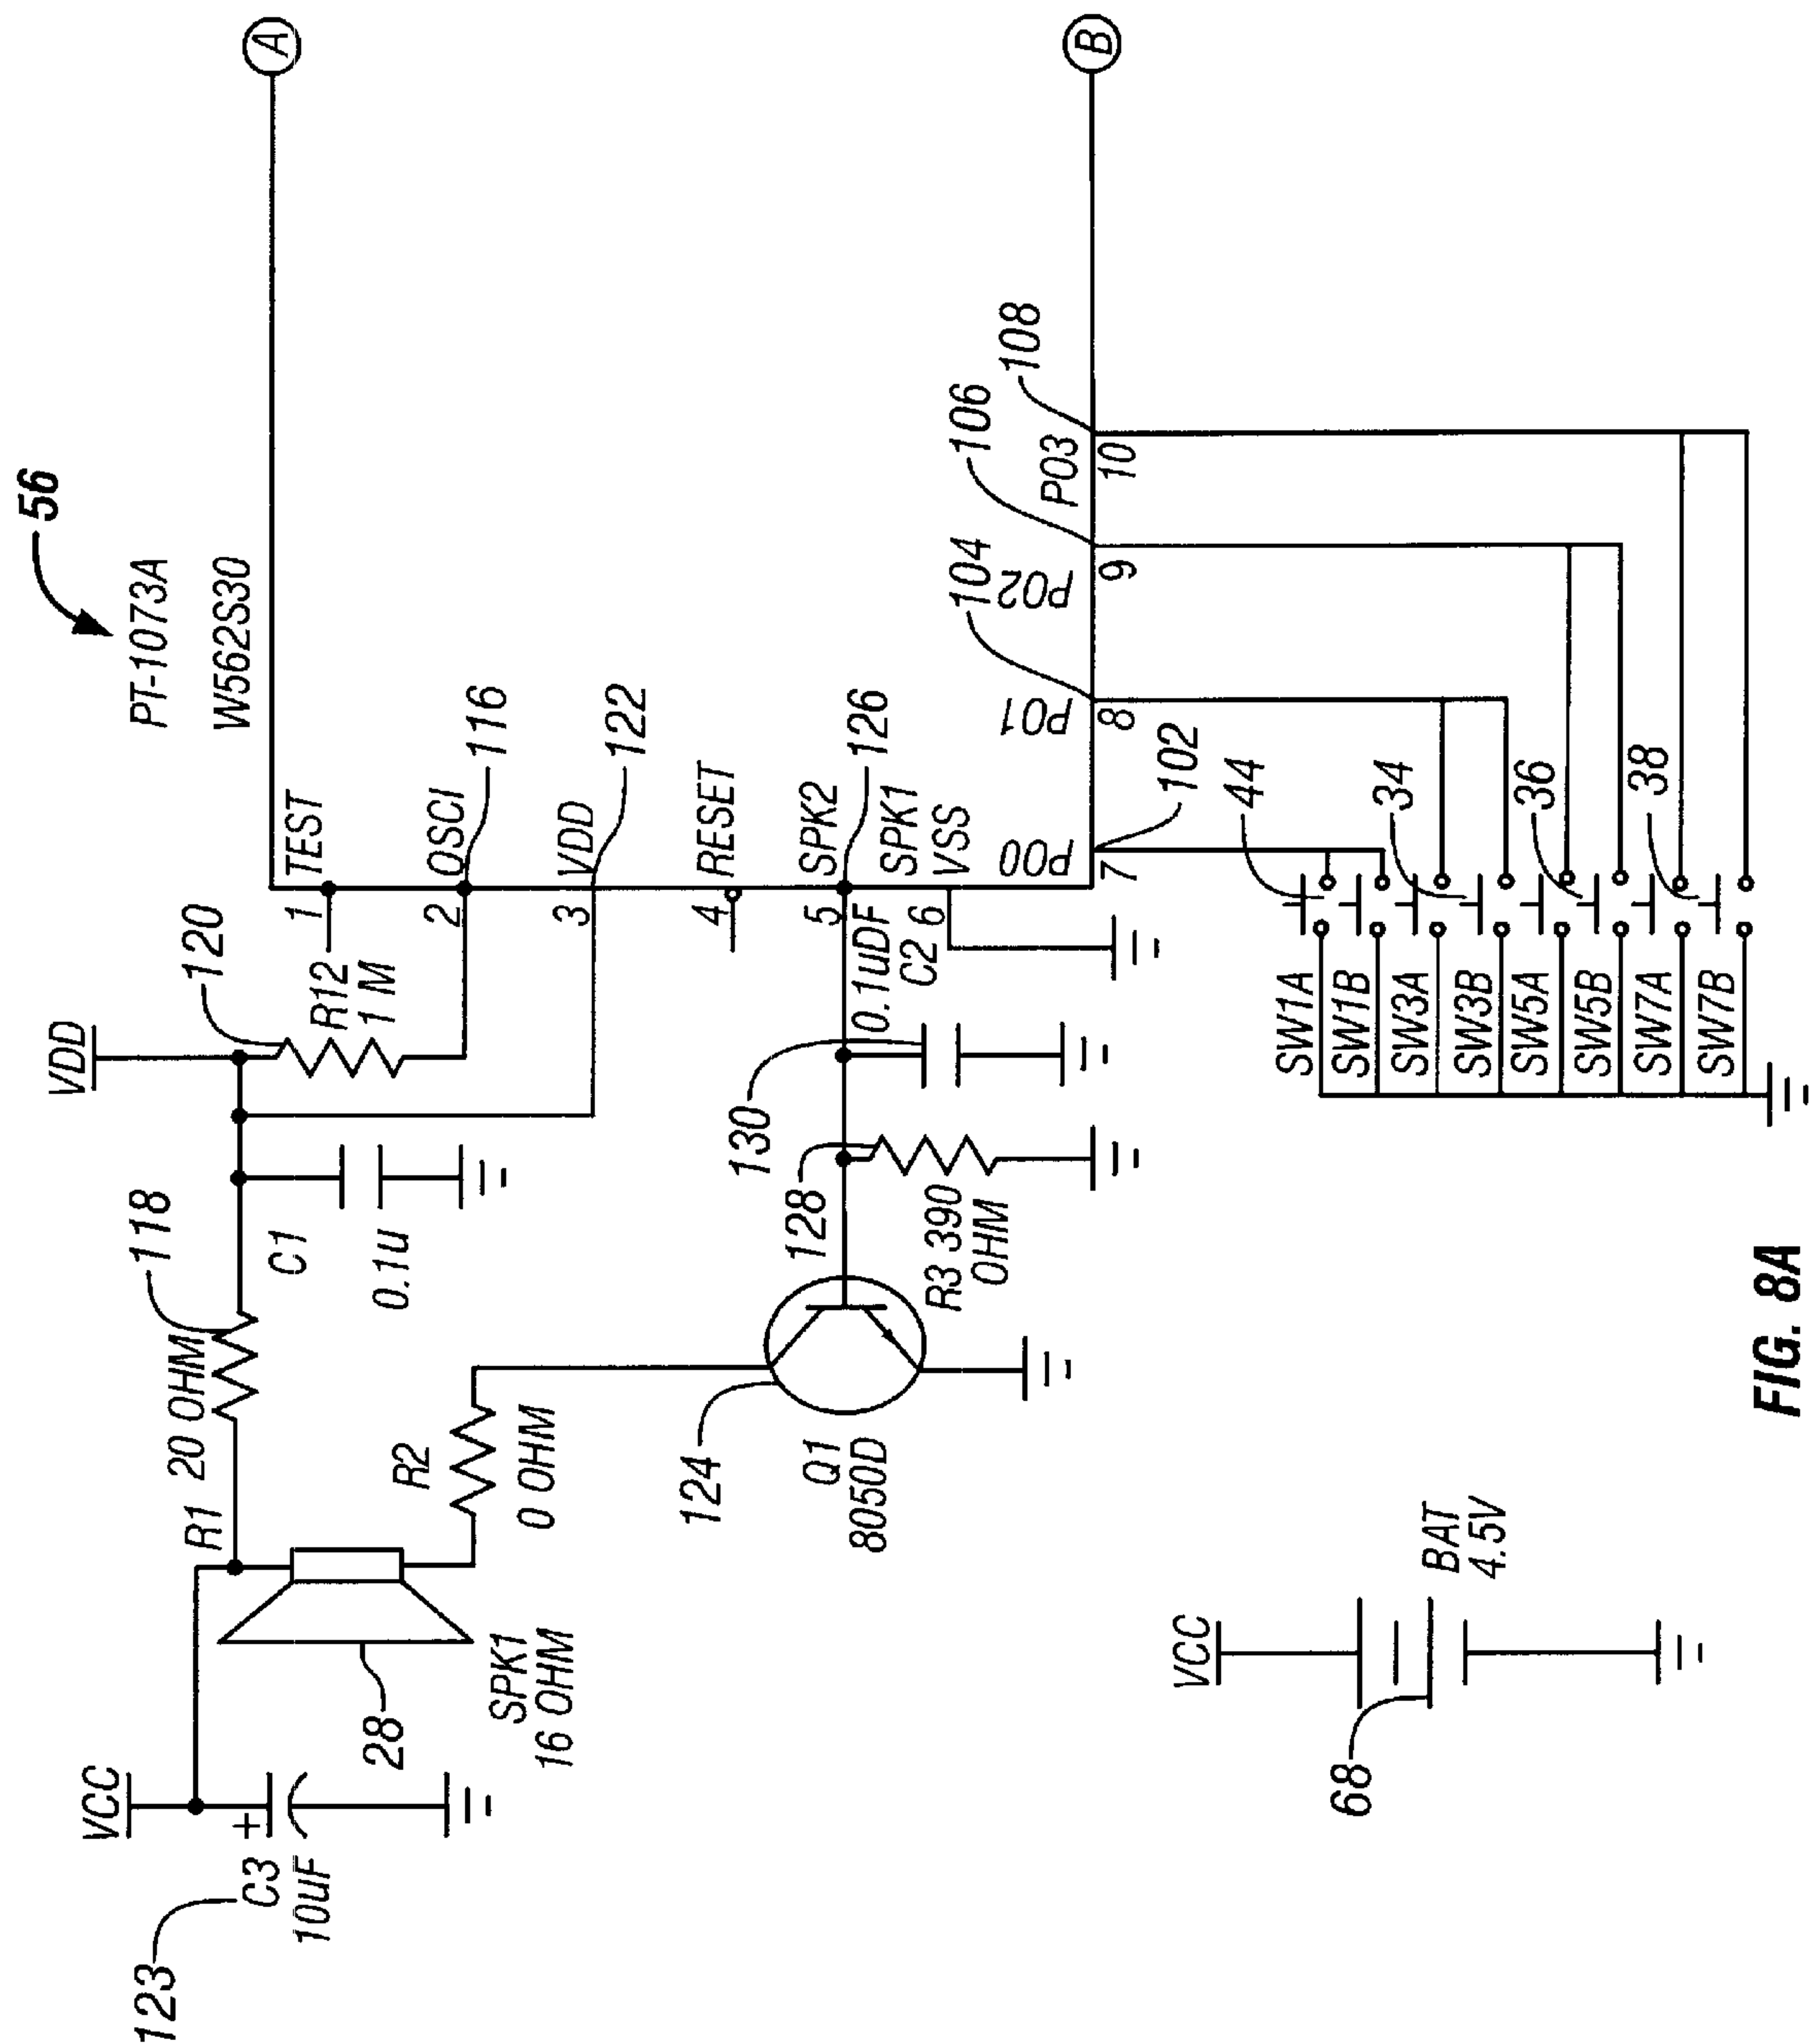 56
PT-1073A
W562S30
A
VDD
120
1 TEST
R12
1 M
2 OSCI
116
3 VDD
122
4 RESET
118
VCC
R1 20 OHM
C1
0.1u
123
C3
+
10uF
28
SPK1
16 OHM
R2
0 OHM
124
Q1
8050D
128
R3 390
OHM
130
0.1uDF
C2
5 SPK2
126
SPK1
6 VSS
P00
7
102
P01
8
104
P02
9
106
P03
10
108
B
44
34
36
38
SW1A
SW1B
SW3A
SW3B
SW5A
SW5B
SW7A
SW7B
VCC
68
BAT
4.5V
FIG. 8A